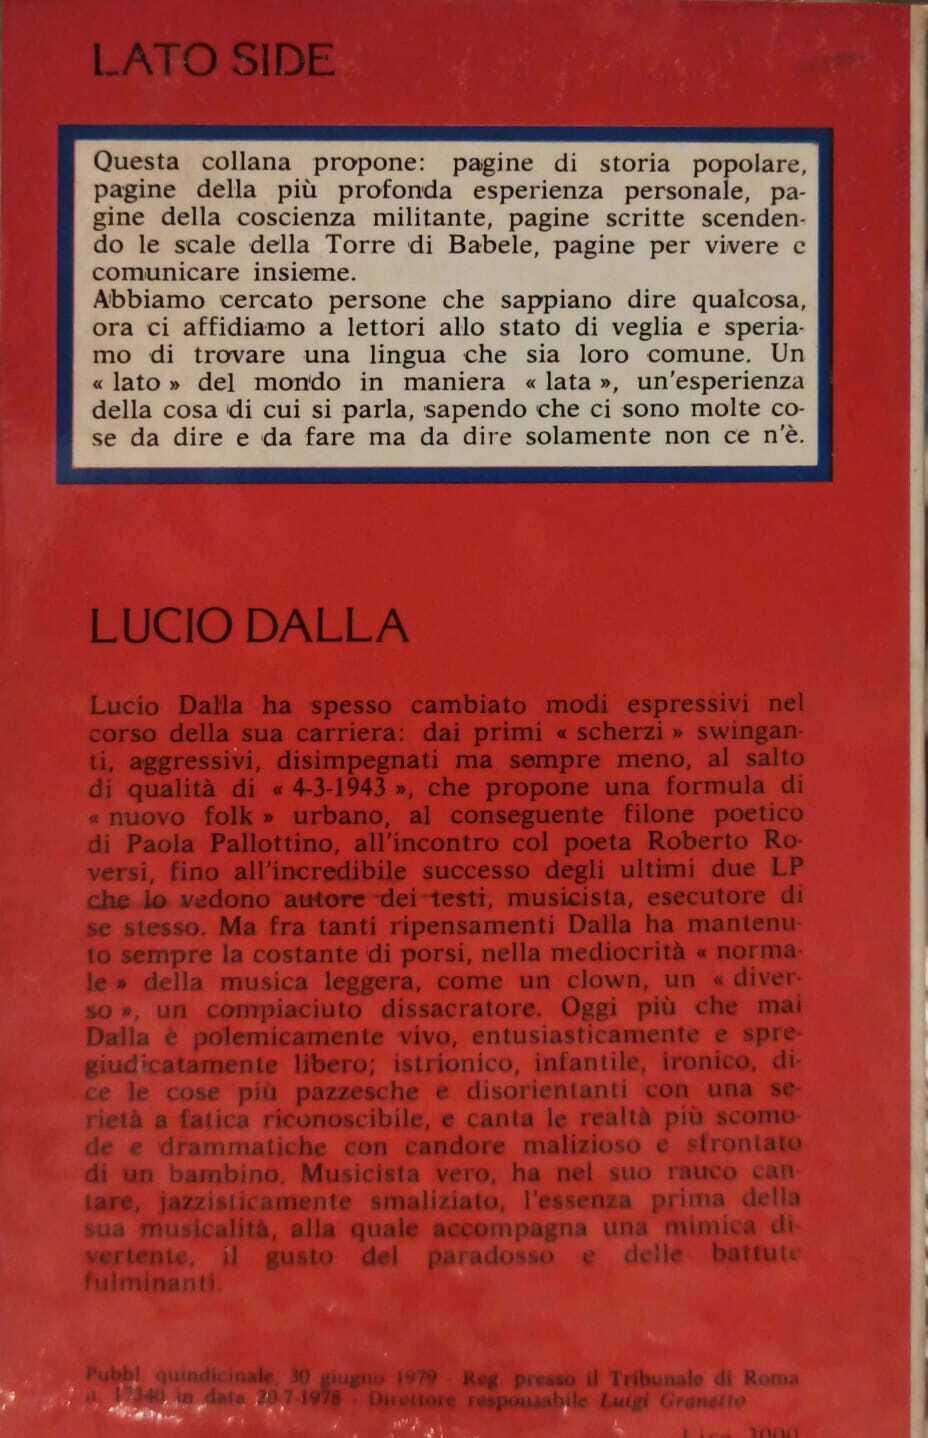 LATO SIDE
Questa collana propone: pagine di storia popolare,
pagine della più profonda esperienza personale, pa-
gine della coscienza militante, pagine scritte scenden-
do le scale della Torre di Babele, pagine per vivere e
comunicare insieme.
Abbiamo cercato persone che sappiano dire qualcosa,
ora ci affidiamo a lettori allo stato di veglia e speria-
mo di trovare una lingua che sia loro comune. Un
« lato » del mondo in maniera « lata », un'esperienza
della cosa di cui si parla, sapendo che ci sono molte co-
se da dire e da fare ma da dire solamente non ce n'è.
LUCIO DALLA
Lucio Dalla ha spesso cambiato modi espressivi nel
corso della sua carriera: dai primi « scherzi » swingan-
ti, aggressivi, disimpegnati ma sempre meno, al salto
di qualità di « 4-3-1943 », che propone una formula di
« nuovo folk » urbano, al conseguente filone poetico
di Paola Pallottino, all'incontro col poeta Roberto Ro-
versi, fino all'incredibile successo degli ultimi due LP
che lo vedono autore dei testi, musicista, esecutore di
se stesso. Ma fra tanti ripensamenti Dalla ha mantenu-
to sempre la costante di porsi, nella mediocrità « norma-
le » della musica leggera, come un clown, un « diver-
so », un compiaciuto dissacratore. Oggi più che mai
Dalla è polemicamente vivo, entusiasticamente e spre-
giudicatamente libero; istrionico, infantile, ironico, di-
ce le cose più pazzesche e disorientanti con una se-
rietà a fatica riconoscibile, e canta le realtà più scomo-
de e drammatiche con candore malizioso e sfrontato
di un bambino. Musicista vero, ha nel suo rauco can-
tare, jazzisticamente smaliziato, l'essenza prima della
sua musicalità, alla quale accompagna una mimica di-
vertente, il gusto del paradosso e delle battute
fulminanti.
Pubbl. quindicinale, 30 giugno 1979 - Reg. presso il Tribunale di Roma
n. 17340 in data 20-7-1978 - Direttore responsabile Luigi Granetto
Lire 3000